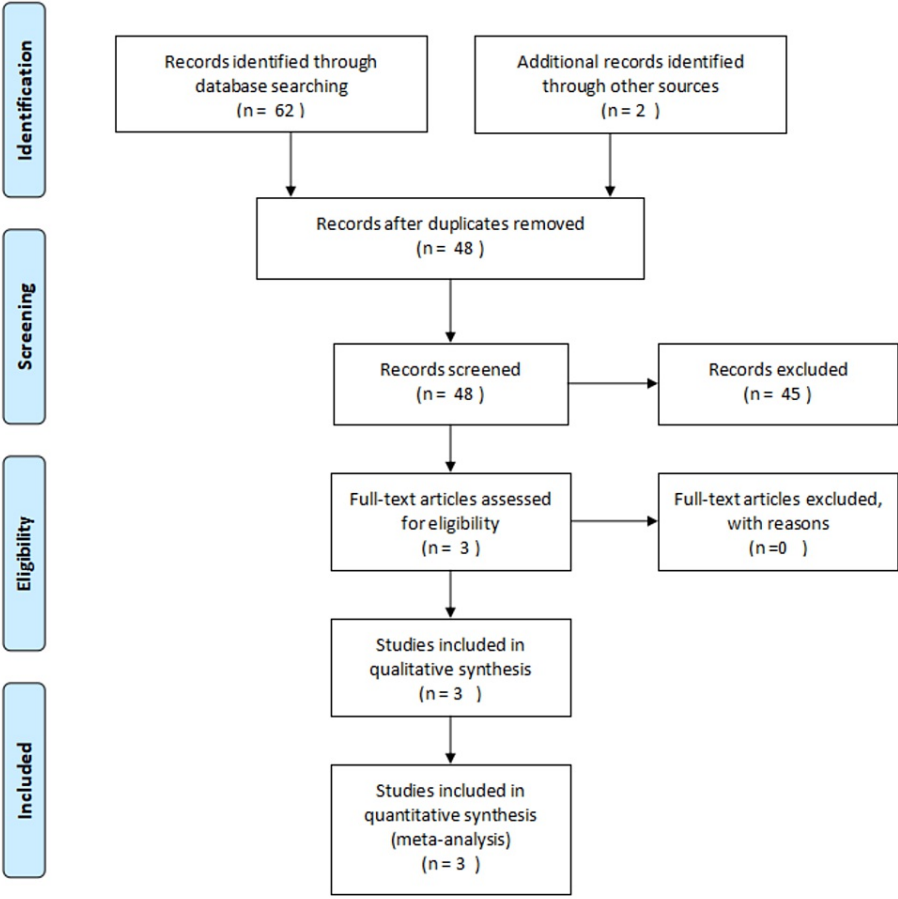 Identification
Records identified through
database searching
(n = 62 )
Additional records identified
through other sources
(n = 2 )
Records after duplicates removed
(n = 48 )
Screening
Records screened
(n = 48 )
Records excluded
(n = 45 )
Eligibility
Full-text articles assessed
for eligibility
(n = 3 )
Full-text articles excluded,
with reasons
(n =0 )
Studies included in
qualitative synthesis
(n = 3 )
Included
Studies included in
quantitative synthesis
(meta-analysis)
(n = 3 )